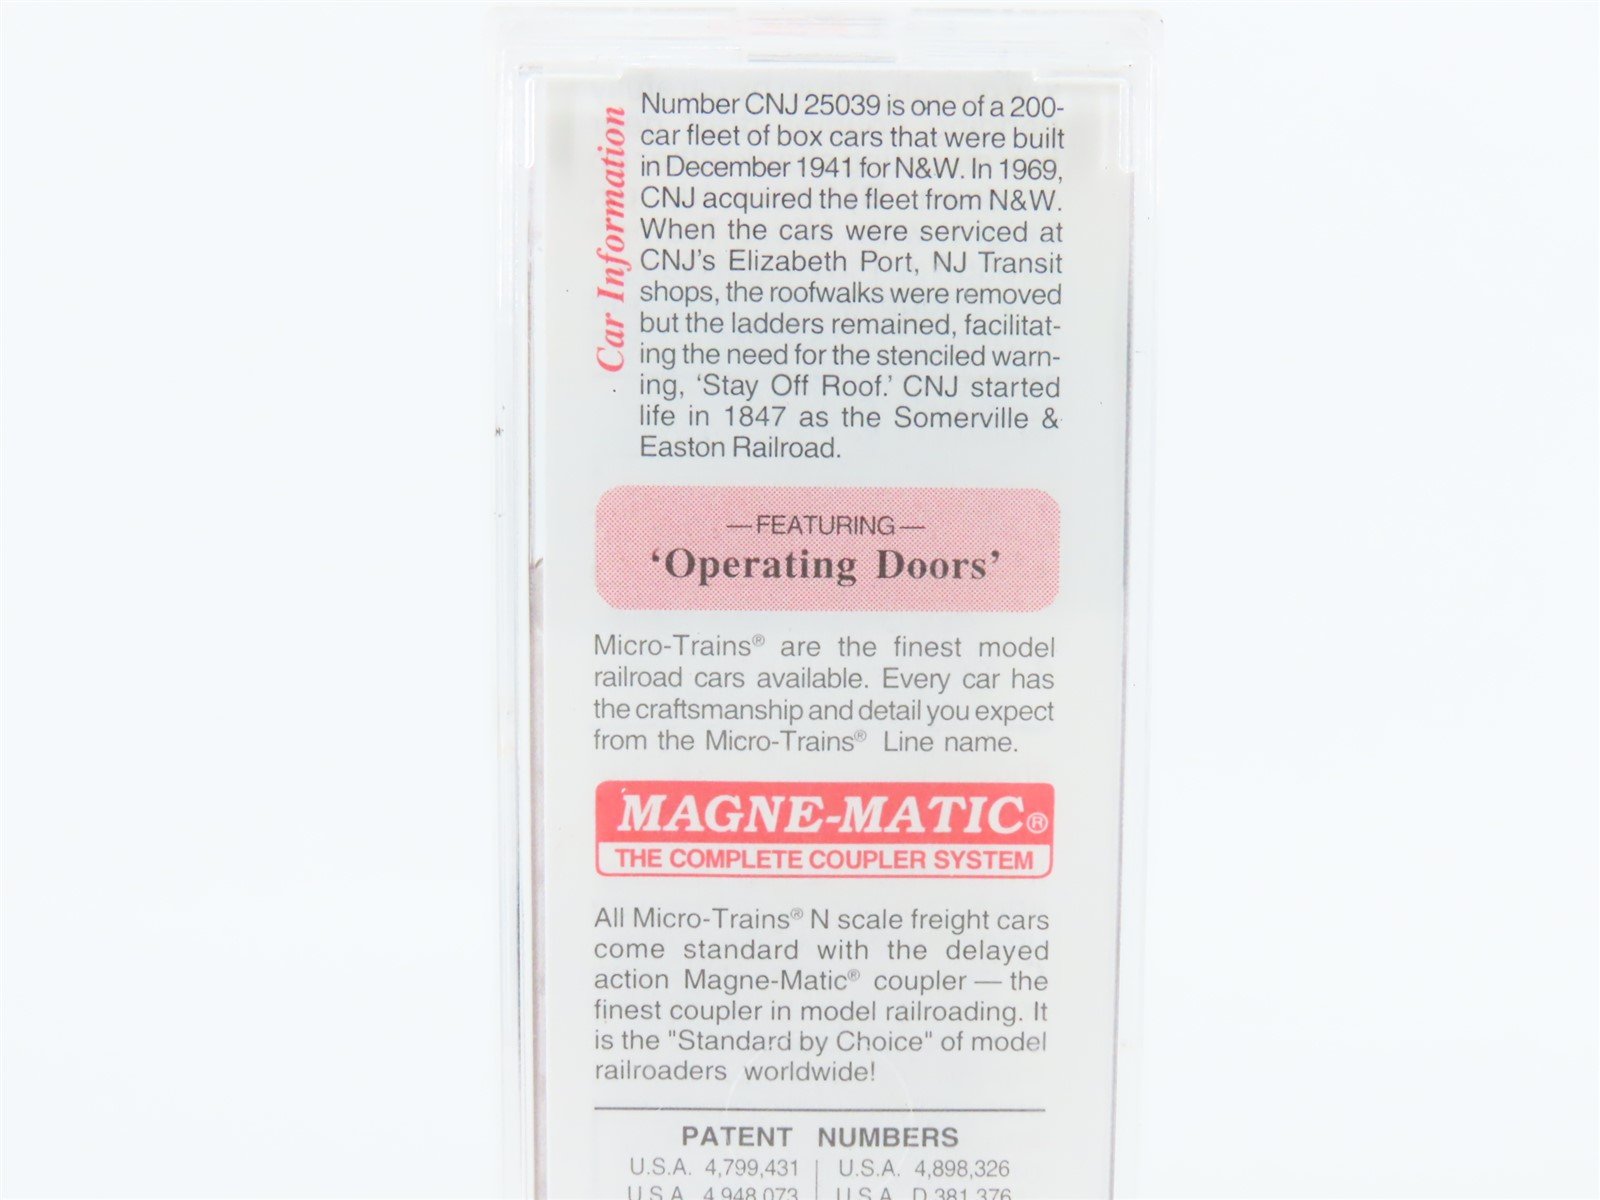 Car Information
Number CNJ 25039 is one of a 200-
car fleet of box cars that were built
in December 1941 for N&W. In 1969,
CNJ acquired the fleet from N&W.
When the cars were serviced at
CNJ's Elizabeth Port, NJ Transit
shops, the roofwalks were removed
but the ladders remained, facilitat-
ing the need for the stenciled warn-
ing, 'Stay Off Roof.' CNJ started
life in 1847 as the Somerville &
Easton Railroad.
—FEATURING—
'Operating Doors'
Micro-Trains® are the finest model
railroad cars available. Every car has
the craftsmanship and detail you expect
from the Micro-Trains® Line name.
MAGNE-MATIC®
THE COMPLETE COUPLER SYSTEM
All Micro-Trains® N scale freight cars
come standard with the delayed
action Magne-Matic® coupler — the
finest coupler in model railroading. It
is the "Standard by Choice" of model
railroaders worldwide!
PATENT NUMBERS
U.S.A. 4,799,431 | U.S.A. 4,898,326
U.S.A. 4,948,073 | U.S.A. D,381,376